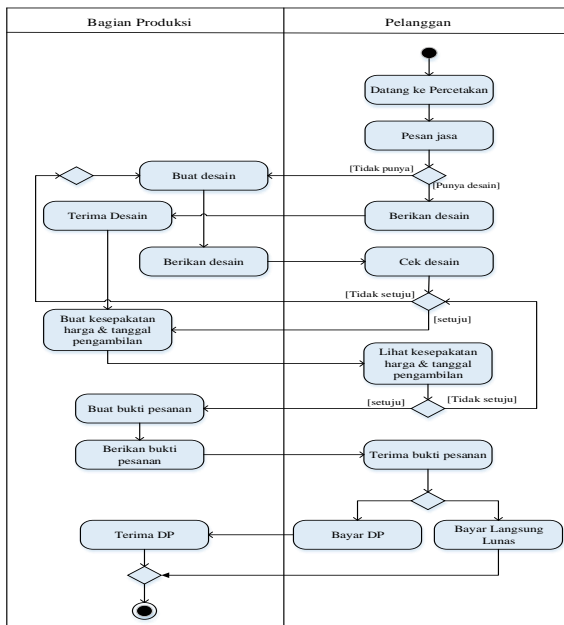 Bagian Produksi
Pelanggan
Datang ke Percetakan
Pesan jasa
[Tidak punya]
[Punya desain]
Buat desain
Terima Desain
Berikan desain
Berikan desain
Cek desain
[Tidak setuju]
[setuju]
Buat kesepakatan
harga & tanggal
pengambilan
Lihat kesepakatan
harga & tanggal
pengambilan
[setuju]
[Tidak setuju]
Buat bukti pesanan
Berikan bukti
pesanan
Terima bukti pesanan
Terima DP
Bayar DP
Bayar Langsung
Lunas